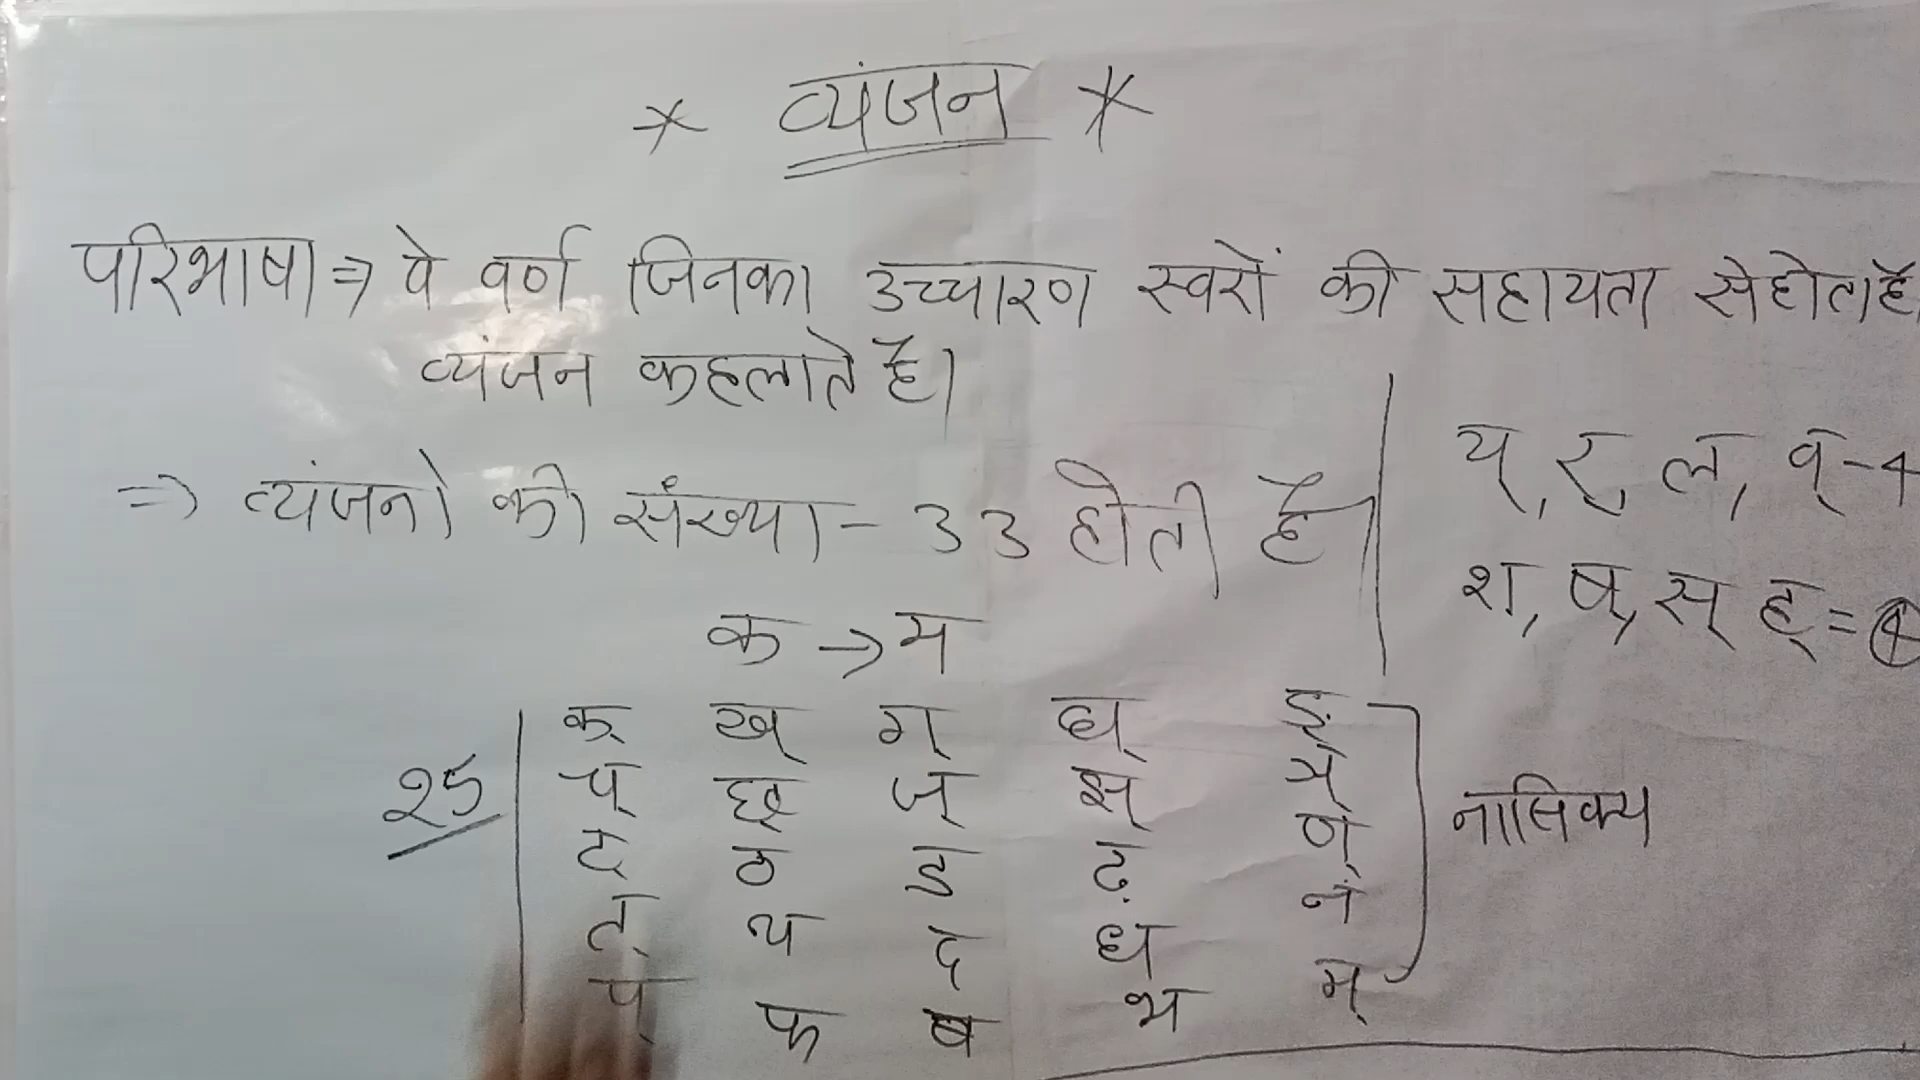 * व्यंजन *
परिभाषा ⇒ वे वर्ण जिनका उच्चारण स्वरों की सहायता से होता है
व्यंजन कहलाते है।
⇒ व्यंजनो की संख्या - 33 होती है।
क → म
य्, र्, ल्, व् - 4
श्, ष्, स् ह् = 4
25
क् ख् ग् घ् ङ्
च् छ् ज् झ् ञ्
ट ठ ड ढ़ ण्
त् थ द ध न
प् फ ब भ म्
नासिक्य